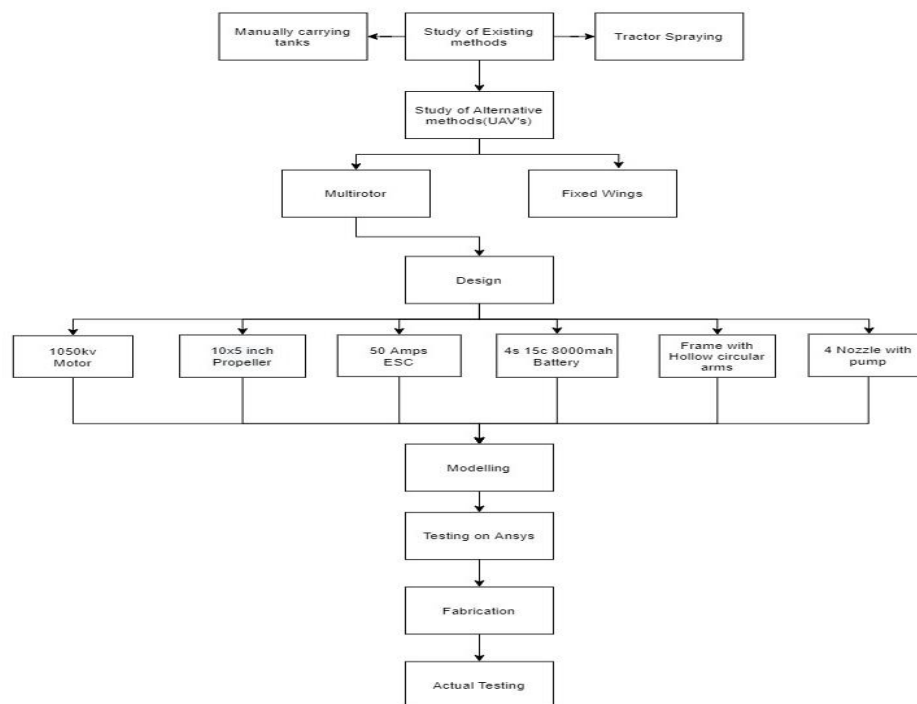 Manually carrying
tanks
Study of Existing
methods
Tractor Spraying
Study of Alternative
methods(UAV's)
Multirotor
Fixed Wings
Design
1050kv
Motor
10x5 inch
Propeller
50 Amps
ESC
4s 15c 8000mah
Battery
Frame with
Hollow circular
arms
4 Nozzle with
pump
Modelling
Testing on Ansys
Fabrication
Actual Testing